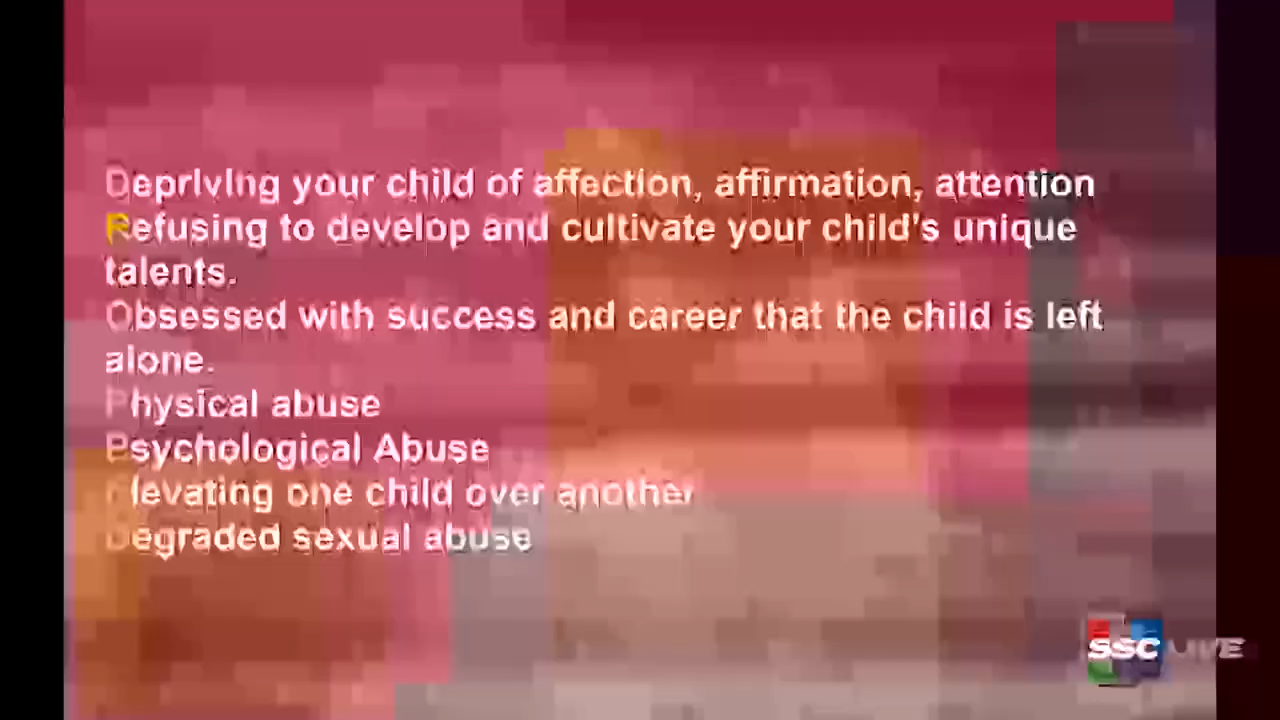 Depriving your child of affection, affirmation, attention
Refusing to develop and cultivate your child's unique
talents.
Obsessed with success and career that the child is left
alone.
Physical abuse
Psychological Abuse
Elevating one child over another
Degraded sexual abuse
SSC LIVE